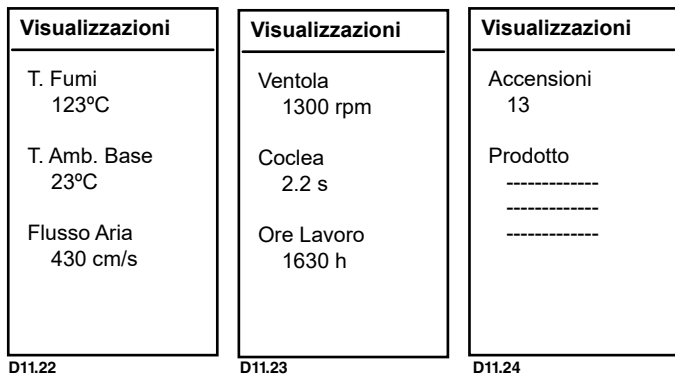 Visualizzazioni
T. Fumi
123ºC
T. Amb. Base
23ºC
Flusso Aria
430 cm/s
D11.22
Visualizzazioni
Ventola
1300 rpm
Coclea
2.2 s
Ore Lavoro
1630 h
D11.23
Visualizzazioni
Accensioni
13
Prodotto
-------------
-------------
-------------
D11.24